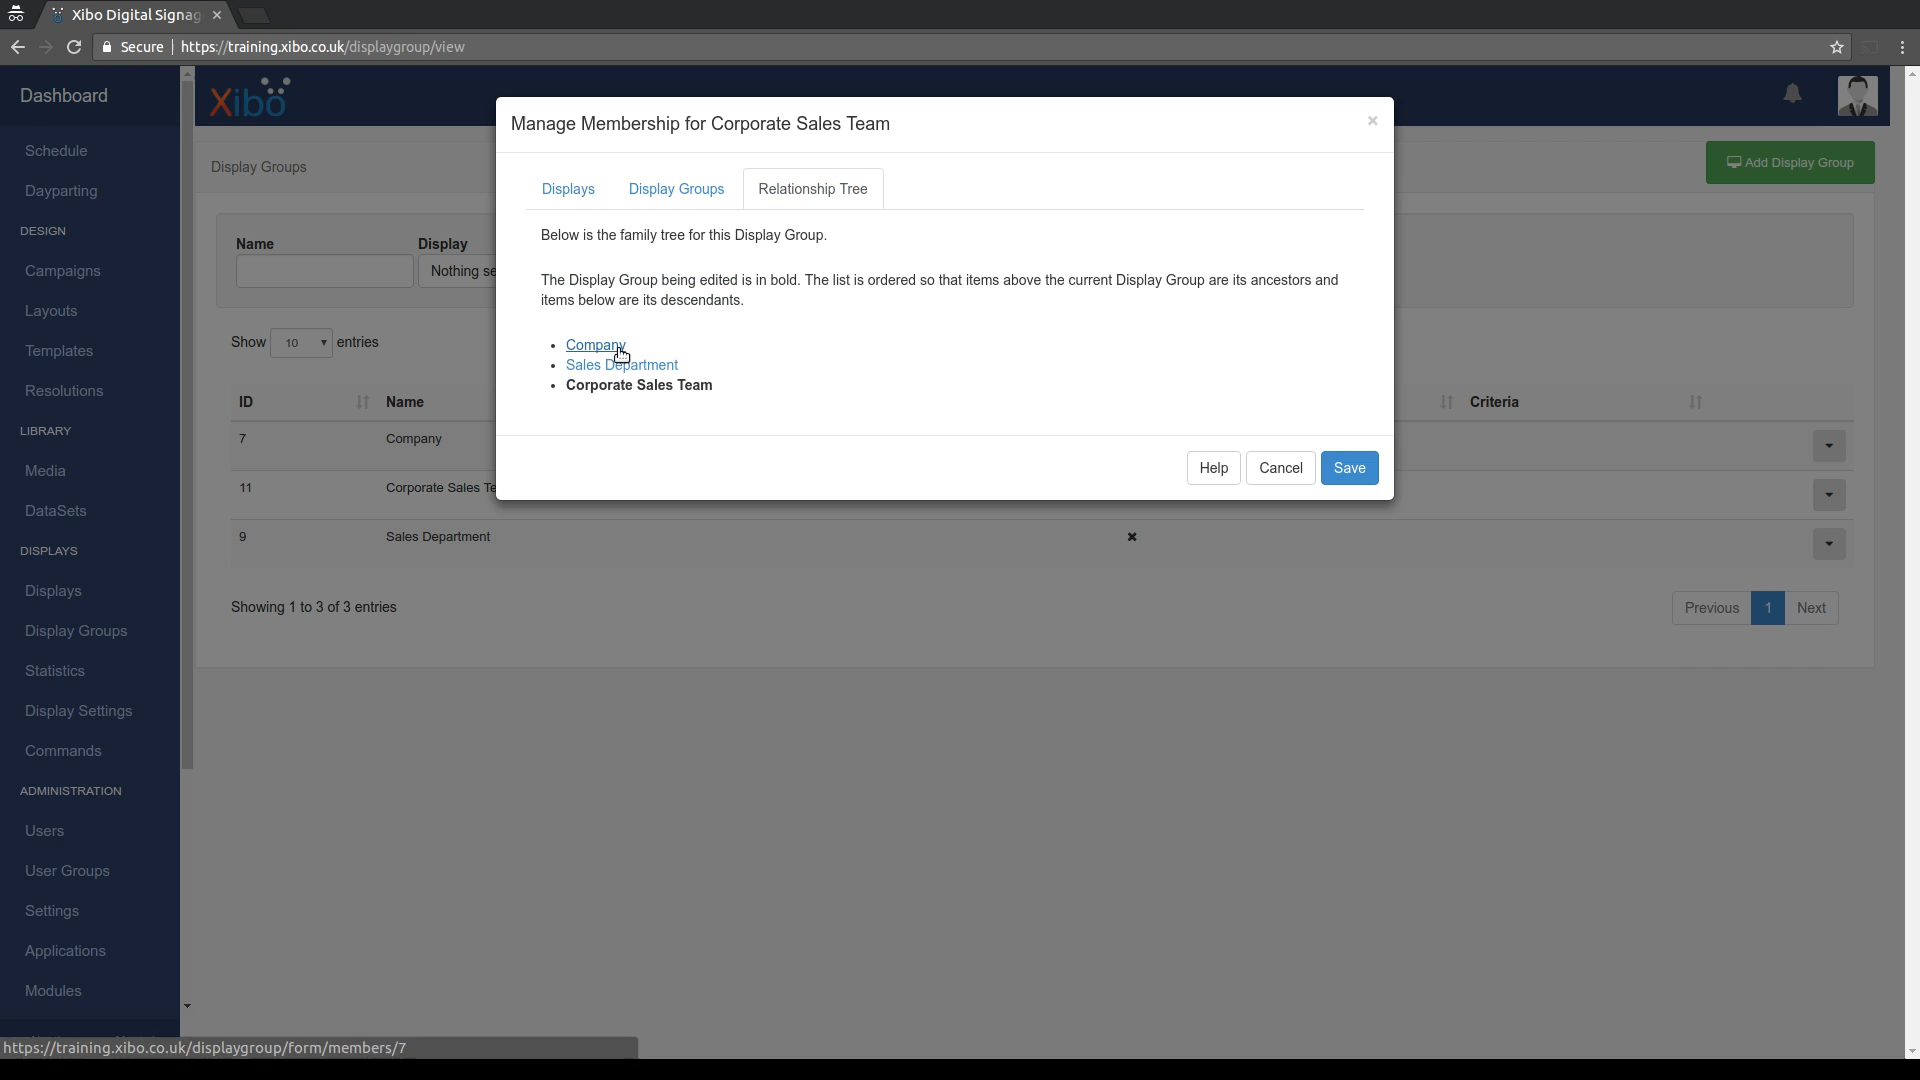 Xibo Digital Signag
Secure https://training.xibo.co.uk/displaygroup/view
Dashboard
Schedule
Dayparting
DESIGN
Campaigns
Layouts
Templates
Resolutions
LIBRARY
Media
DataSets
DISPLAYS
Displays
Display Groups
Statistics
Display Settings
Commands
ADMINISTRATION
Users
User Groups
Settings
Applications
Modules
Xibo
Display Groups
Add Display Group
Name Display
Nothing se
Show 10 entries
ID Name Criteria
7 Company
11 Corporate Sales Te
9 Sales Department
Showing 1 to 3 of 3 entries
Previous 1 Next
Manage Membership for Corporate Sales Team
Displays Display Groups Relationship Tree
Below is the family tree for this Display Group.
The Display Group being edited is in bold. The list is ordered so that items above the current Display Group are its ancestors and
items below are its descendants.
Company
Sales Department
Corporate Sales Team
Help Cancel Save
https://training.xibo.co.uk/displaygroup/form/members/7